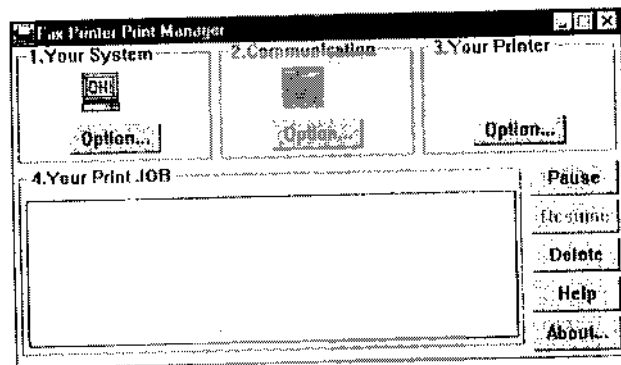 Fax Printer Print Manager
1.Your System
2.Communication
3.Your Printer
OK!
Option...
Option...
Option...
4.Your Print JOB
Pause
Resume
Delete
Help
About...